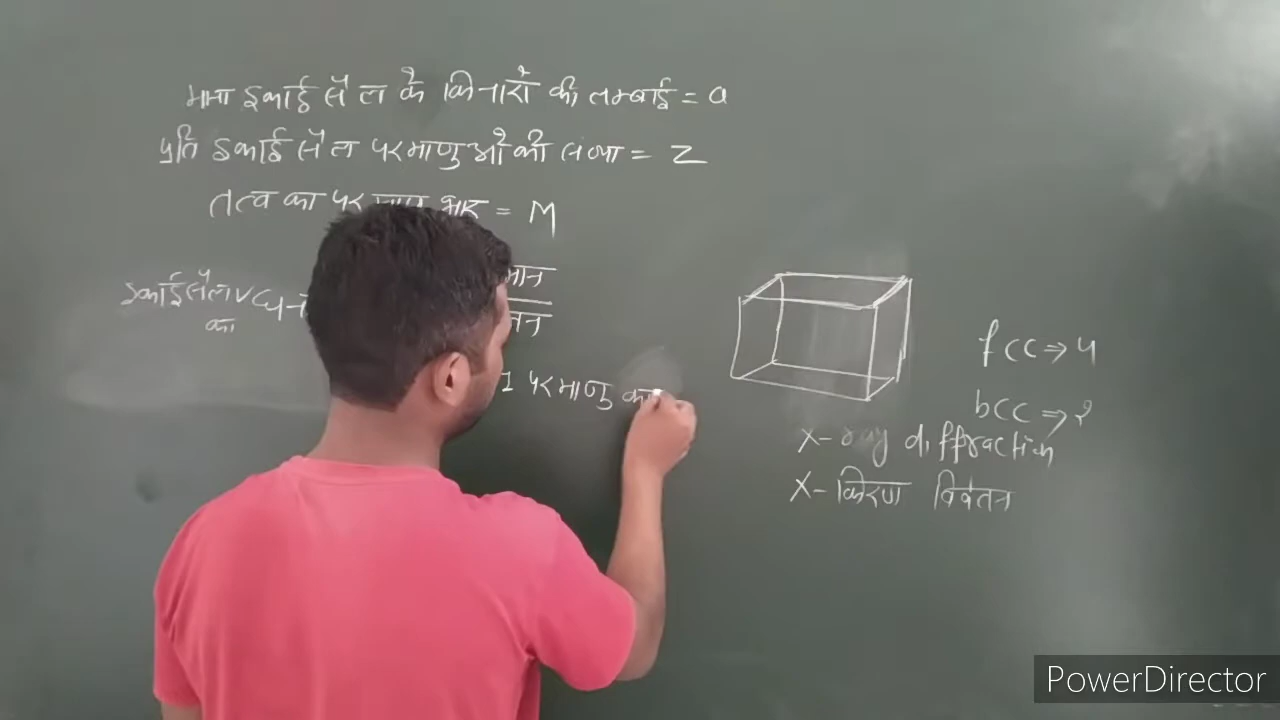 माना इकाई सैल के किनारों की लम्बाई = a
प्रति इकाई सैल परमाणुओं की संख्या = Z
तत्व का भार = M
इकाई सैल
का
1 परमाणु का
fcc ⇒ 4
bcc ⇒ 2
X-ray diffraction
X-किरण विवर्तन
PowerDirector